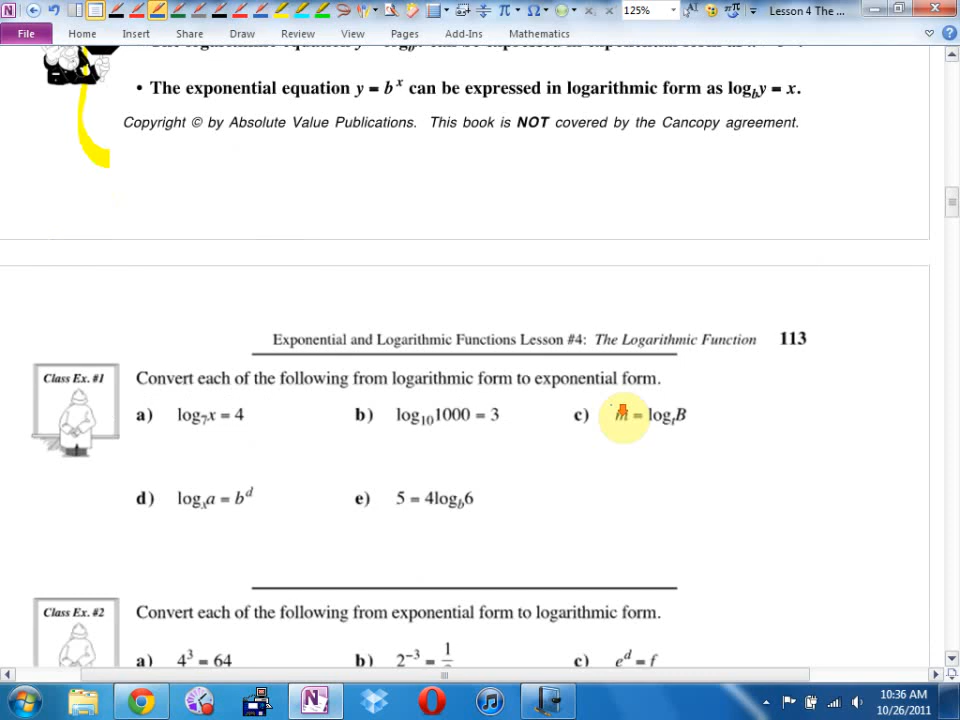 125%
Lesson 4 The ...
File Home Insert Share Draw Review View Pages Add-Ins Mathematics
• The exponential equation y = b^x can be expressed in logarithmic form as log_b y = x.
Copyright © by Absolute Value Publications. This book is NOT covered by the Cancopy agreement.
Exponential and Logarithmic Functions Lesson #4: The Logarithmic Function 113
Class Ex. #1
Convert each of the following from logarithmic form to exponential form.
a) log_7 x = 4 b) log_10 1000 = 3 c) m = log_t B
d) log_x a = b^d e) 5 = 4log_b 6
Class Ex. #2
Convert each of the following from exponential form to logarithmic form.
a) 4^3 = 64 b) 2^-3 = 1 c) e^d = f
10:36 AM
10/26/2011